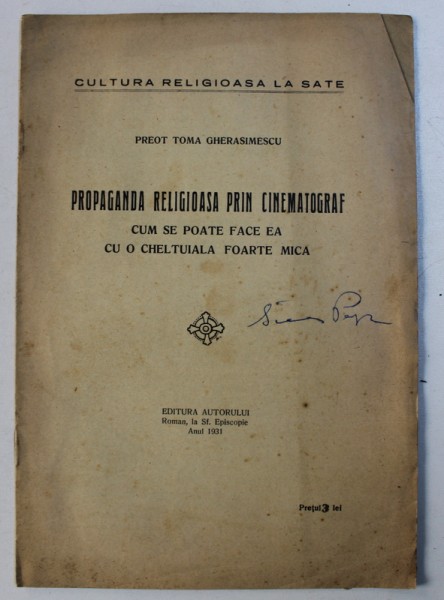 CULTURA RELIGIOASA LA SATE
PREOT TOMA GHERASIMESCU
PROPAGANDA RELIGIOASA PRIN CINEMATOGRAF
CUM SE POATE FACE EA
CU O CHELTUIALA FOARTE MICA
EDITURA AUTORULUI
Roman, la Sf. Episcopie
Anul 1931
Prețul 3 lei